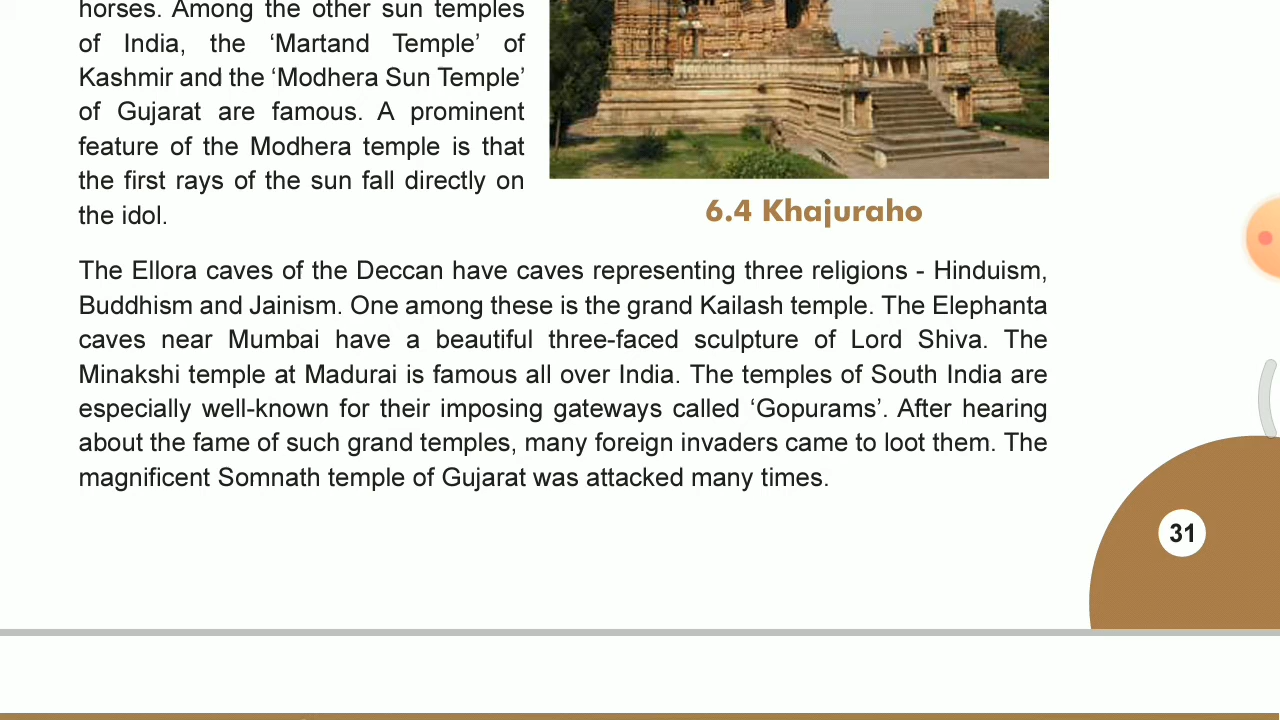 horses. Among the other sun temples
of India, the ‘Martand Temple’ of
Kashmir and the ‘Modhera Sun Temple’
of Gujarat are famous. A prominent
feature of the Modhera temple is that
the first rays of the sun fall directly on
the idol.
6.4 Khajuraho
The Ellora caves of the Deccan have caves representing three religions - Hinduism,
Buddhism and Jainism. One among these is the grand Kailash temple. The Elephanta
caves near Mumbai have a beautiful three-faced sculpture of Lord Shiva. The
Minakshi temple at Madurai is famous all over India. The temples of South India are
especially well-known for their imposing gateways called ‘Gopurams’. After hearing
about the fame of such grand temples, many foreign invaders came to loot them. The
magnificent Somnath temple of Gujarat was attacked many times.
31